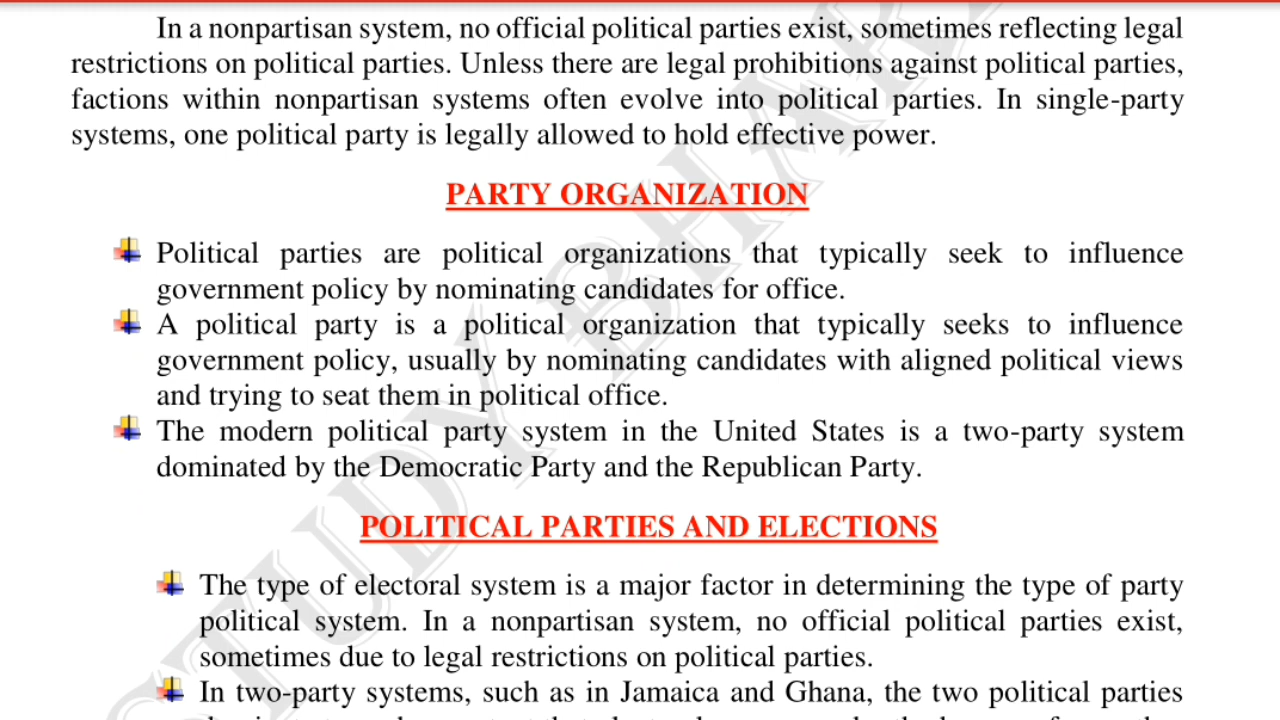 In a nonpartisan system, no official political parties exist, sometimes reflecting legal
restrictions on political parties. Unless there are legal prohibitions against political parties,
factions within nonpartisan systems often evolve into political parties. In single-party
systems, one political party is legally allowed to hold effective power.
PARTY ORGANIZATION
Political parties are political organizations that typically seek to influence
government policy by nominating candidates for office.
A political party is a political organization that typically seeks to influence
government policy, usually by nominating candidates with aligned political views
and trying to seat them in political office.
The modern political party system in the United States is a two-party system
dominated by the Democratic Party and the Republican Party.
POLITICAL PARTIES AND ELECTIONS
The type of electoral system is a major factor in determining the type of party
political system. In a nonpartisan system, no official political parties exist,
sometimes due to legal restrictions on political parties.
In two-party systems, such as in Jamaica and Ghana, the two political parties
STUDY BHAR